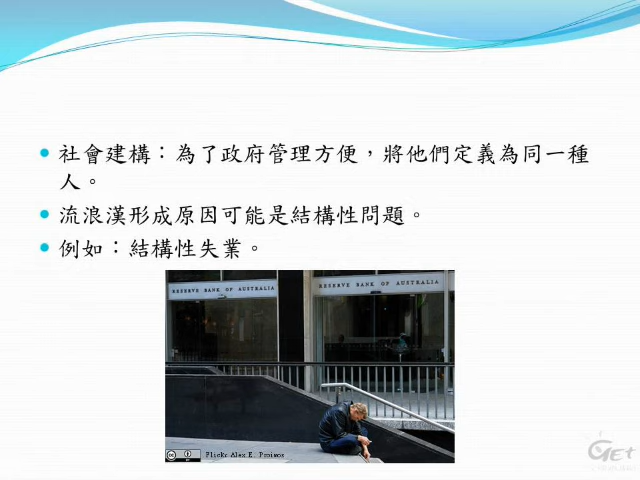 社會建構：為了政府管理方便，將他們定義為同一種
人。
流浪漢形成原因可能是結構性問題。
例如：結構性失業。
RESERVE BANK OF AUSTRALIA
RESERVE BANK OF AUSTRALIA
Flickr Alex E. Proimos